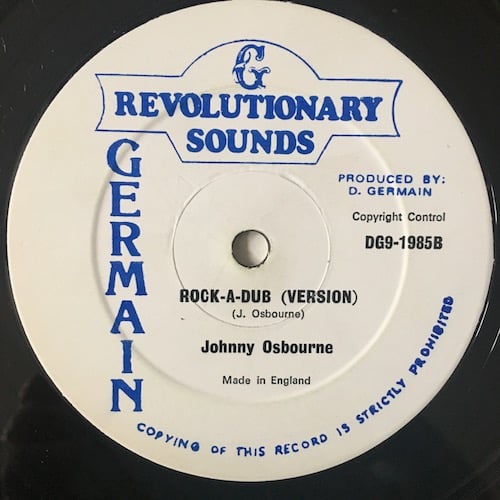 G
REVOLUTIONARY
SOUNDS
GERMAIN
PRODUCED BY:
D. GERMAIN
Copyright Control
DG9-1985B
ROCK-A-DUB (VERSION)
(J. Osbourne)
Johnny Osbourne
Made in England
COPYING OF THIS RECORD IS STRICTLY PROHIBITED